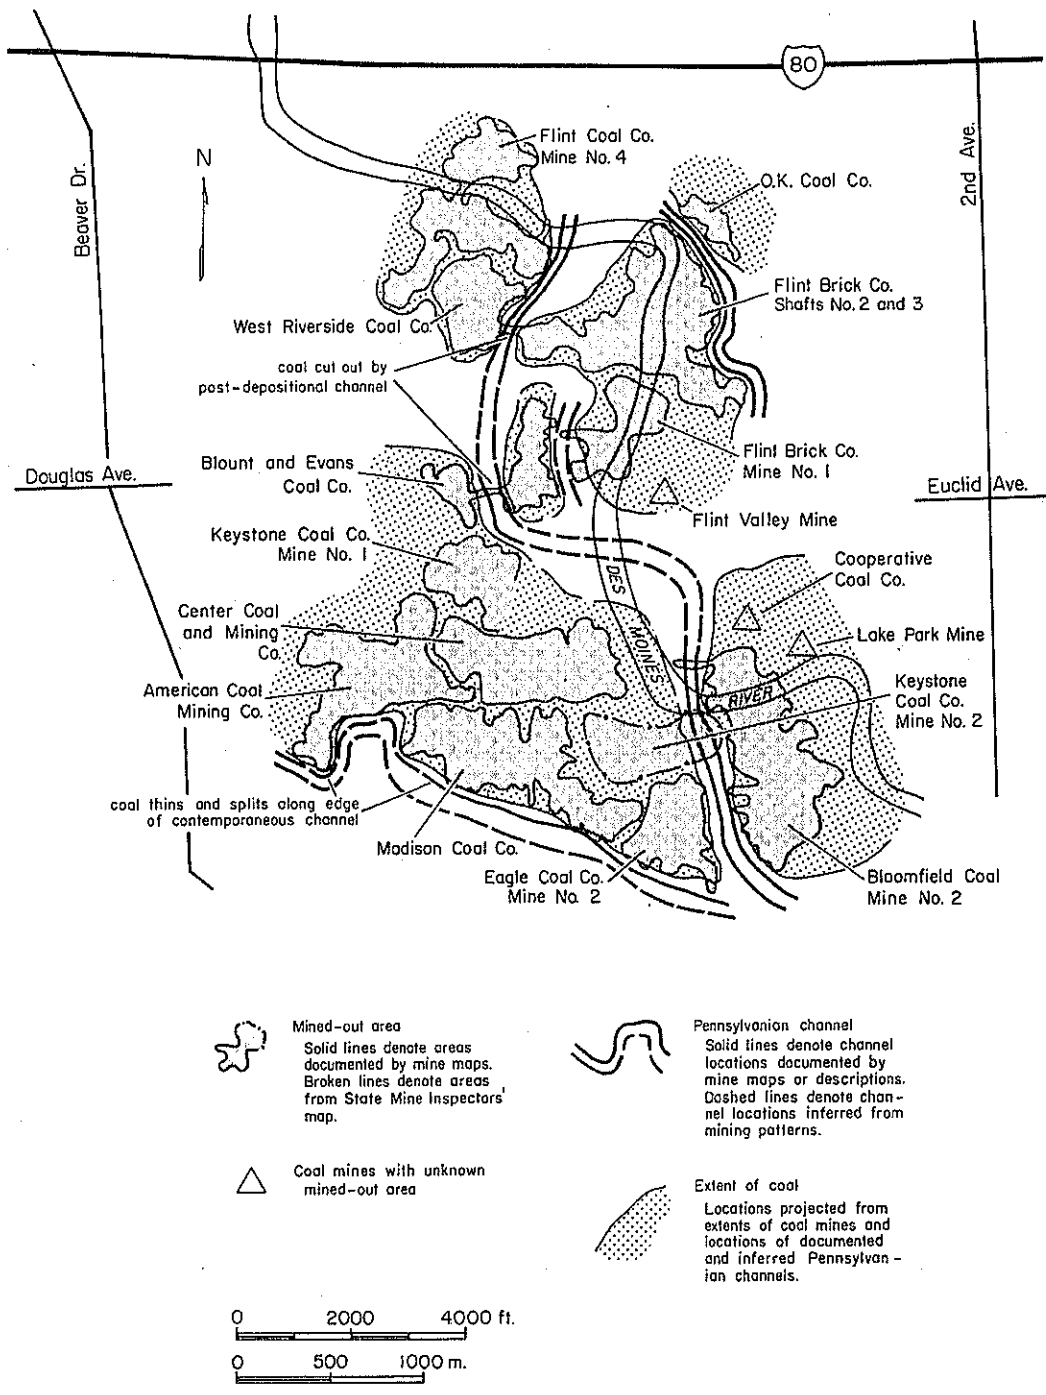 80
Beaver Dr.
2nd Ave.
N
Flint Coal Co.
Mine No. 4
O.K. Coal Co.
Flint Brick Co.
Shafts No. 2 and 3
West Riverside Coal Co.
coal cut out by
post-depositional channel
Blount and Evans
Coal Co.
Flint Brick Co.
Mine No. 1
Douglas Ave.
Euclid Ave.
Flint Valley Mine
Keystone Coal Co.
Mine No. 1
Cooperative
Coal Co.
DES
MOINES
RIVER
Center Coal
and Mining
Co.
Lake Park Mine
American Coal
Mining Co.
Keystone
Coal Co.
Mine No. 2
coal thins and splits along edge
of contemporaneous channel
Madison Coal Co.
Eagle Coal Co.
Mine No. 2
Bloomfield Coal
Mine No. 2
Mined-out area
Solid lines denote areas
documented by mine maps.
Broken lines denote areas
from State Mine Inspectors'
map.
Coal mines with unknown
mined-out area
Pennsylvanian channel
Solid lines denote channel
locations documented by
mine maps or descriptions.
Dashed lines denote chan-
nel locations inferred from
mining patterns.
Extent of coal
Locations projected from
extents of coal mines and
locations of documented
and inferred Pennsylvan-
ian channels.
0 2000 4000 ft.
0 500 1000 m.